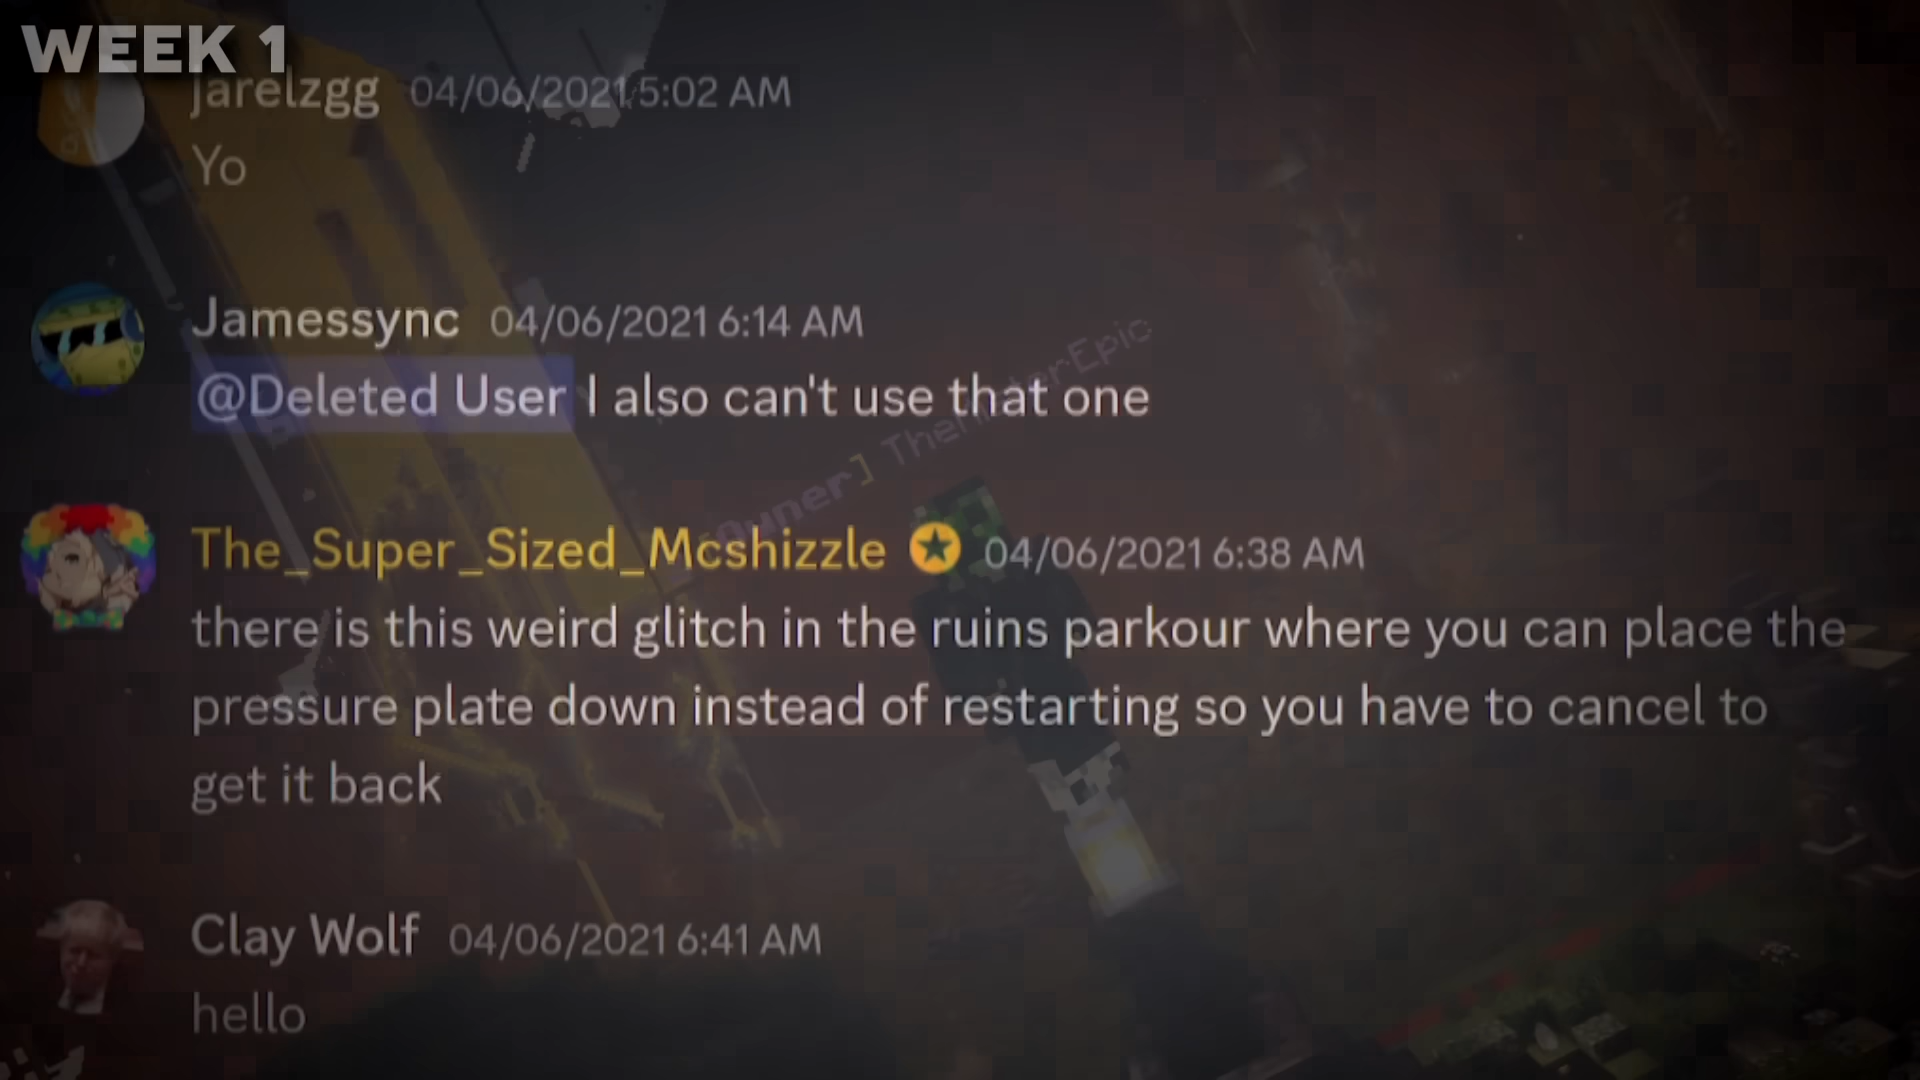 WEEK 1
jarelzgg 04/06/2021 5:02 AM
Yo
Jamessync 04/06/2021 6:14 AM
@Deleted User I also can't use that one
The_Super_Sized_Mcshizzle 04/06/2021 6:38 AM
there is this weird glitch in the ruins parkour where you can place the
pressure plate down instead of restarting so you have to cancel to
get it back
Clay Wolf 04/06/2021 6:41 AM
hello